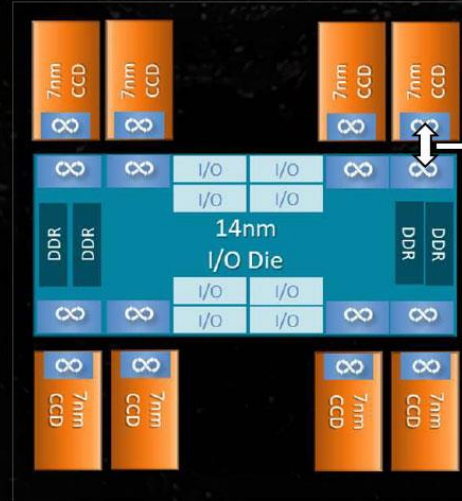 7nm
CCD
7nm
CCD
7nm
CCD
7nm
CCD
∞
∞
∞
∞
∞
∞
I/O
I/O
∞
∞
I/O
I/O
DDR
DDR
14nm
I/O Die
DDR
DDR
I/O
I/O
∞
∞
I/O
I/O
∞
∞
∞
∞
∞
∞
7nm
CCD
7nm
CCD
7nm
CCD
7nm
CCD